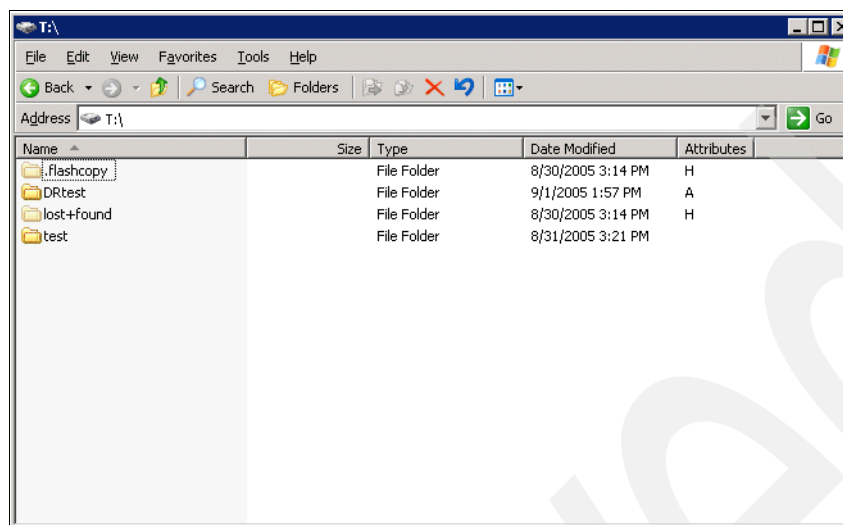 T:\
File Edit View Favorites Tools Help
Back Search Folders
Address T:\ Go
Name Size Type Date Modified Attributes
.flashcopy File Folder 8/30/2005 3:14 PM H
DRtest File Folder 9/1/2005 1:57 PM A
lost+found File Folder 8/30/2005 3:14 PM H
test File Folder 8/31/2005 3:21 PM